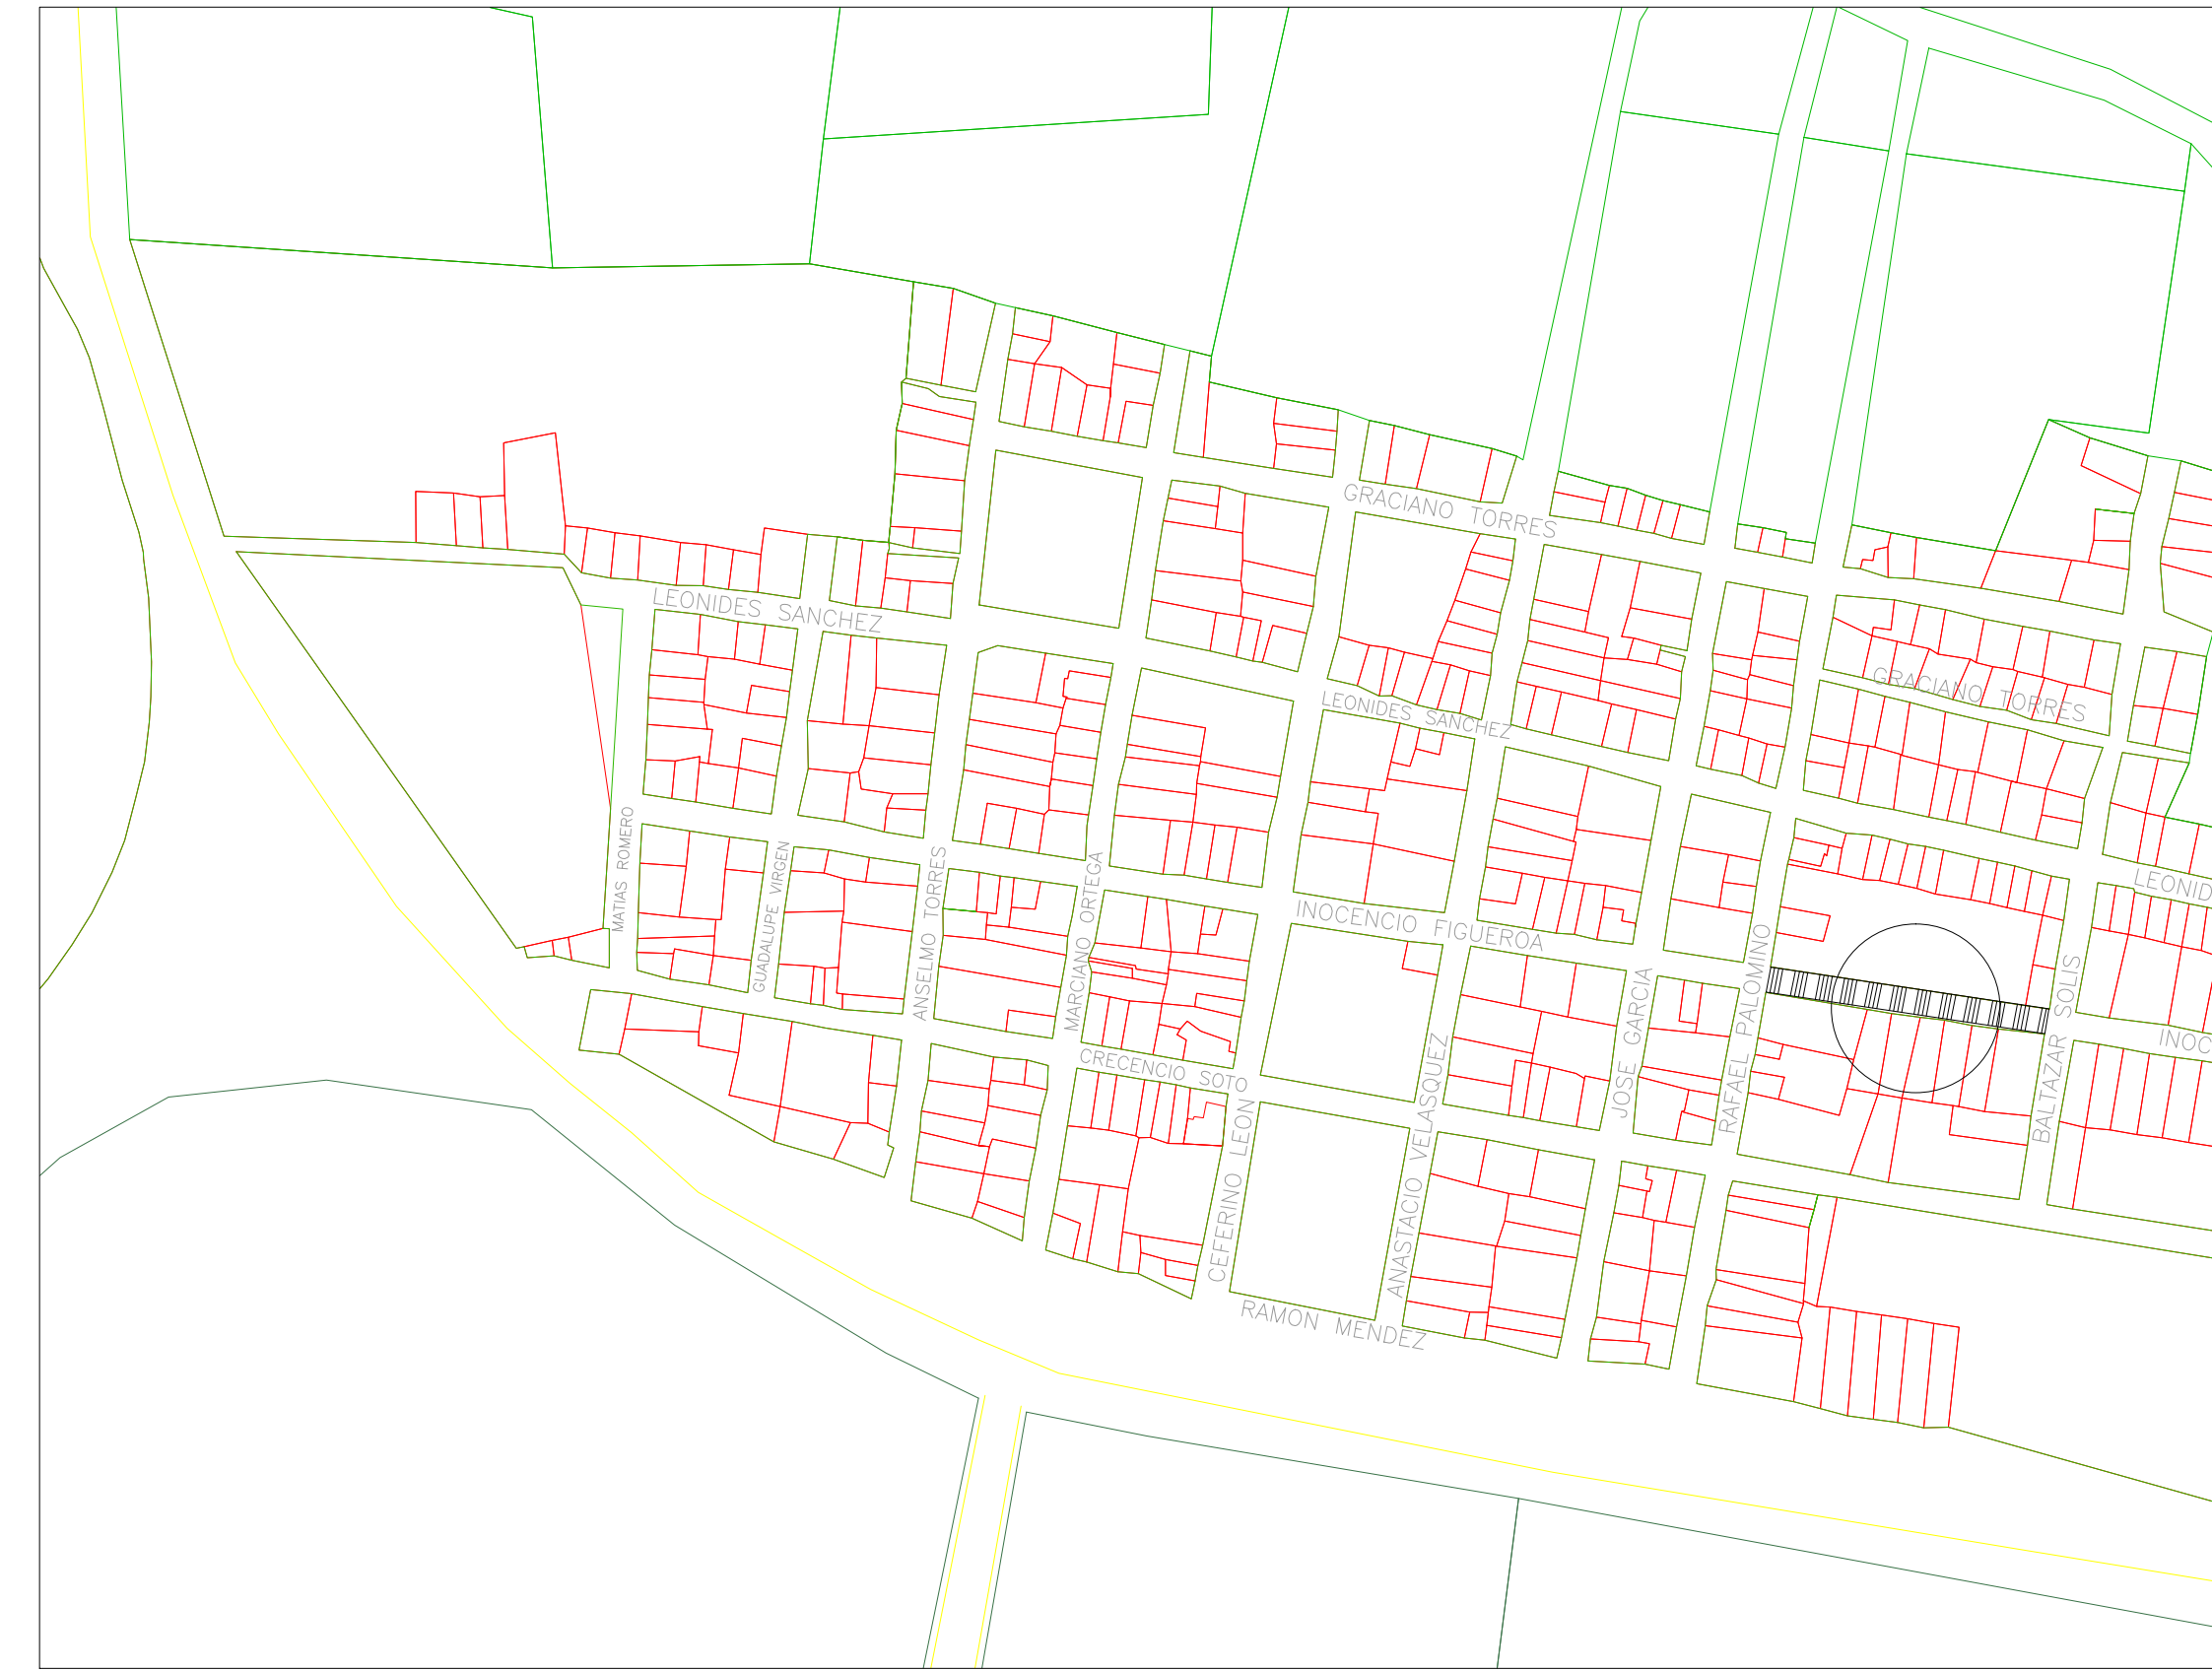 GRACIANO TORRES
LEONIDES SANCHEZ
LEONIDES SANCHEZ
GRACIANO TORRES
MATIAS ROMERO
GUADALUPE VIRGEN
ANSELMO TORRES
MARCIANO ORTEGA
INOCENCIO FIGUEROA
LEONID
CRECENCIO SOTO
CEFERINO LEON
ANASTACIO VELASQUEZ
JOSE GARCIA
RAFAEL PALOMINO
BALTAZAR SOLIS
INOC
RAMON MENDEZ